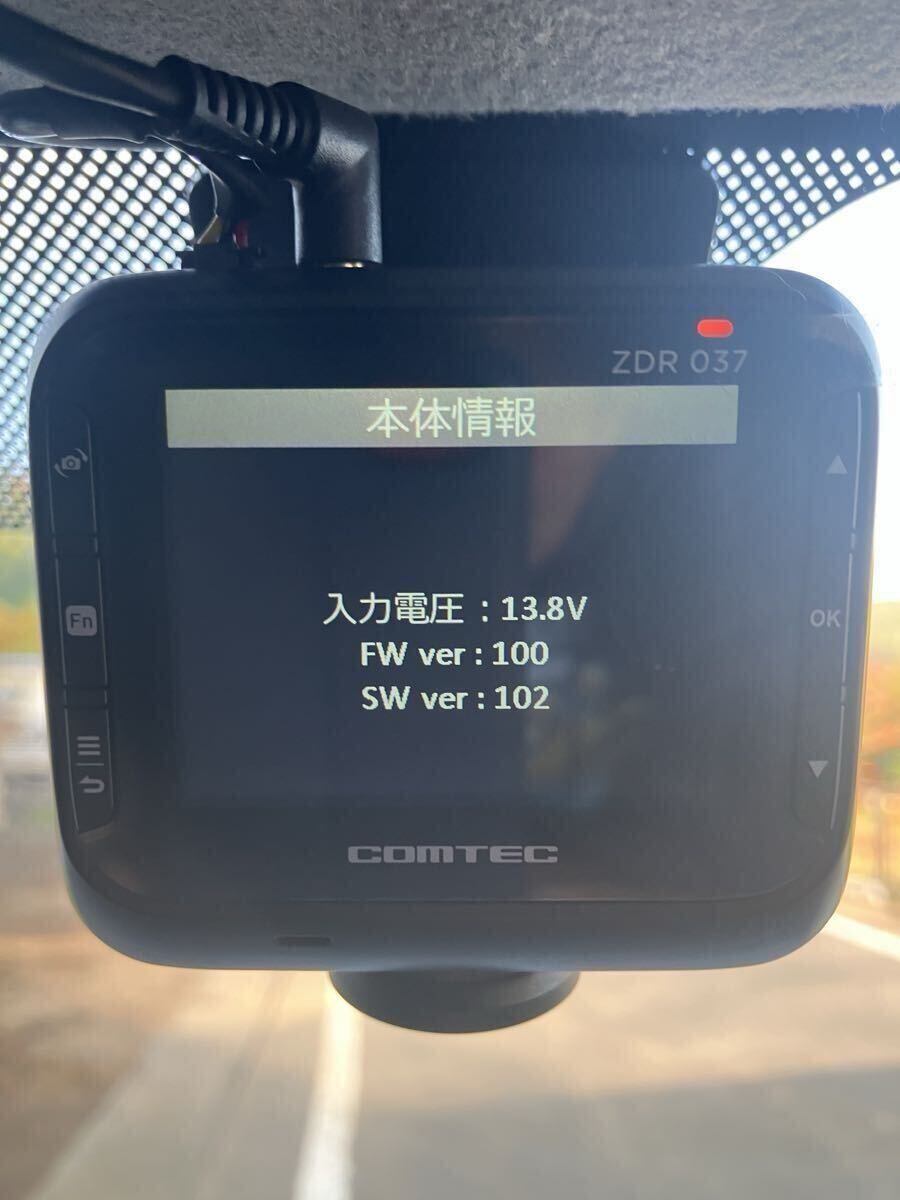 ZDR 037
本体情報
入力電圧 : 13.8V
FW ver : 100
SW ver : 102
Fn
OK
COMTEC